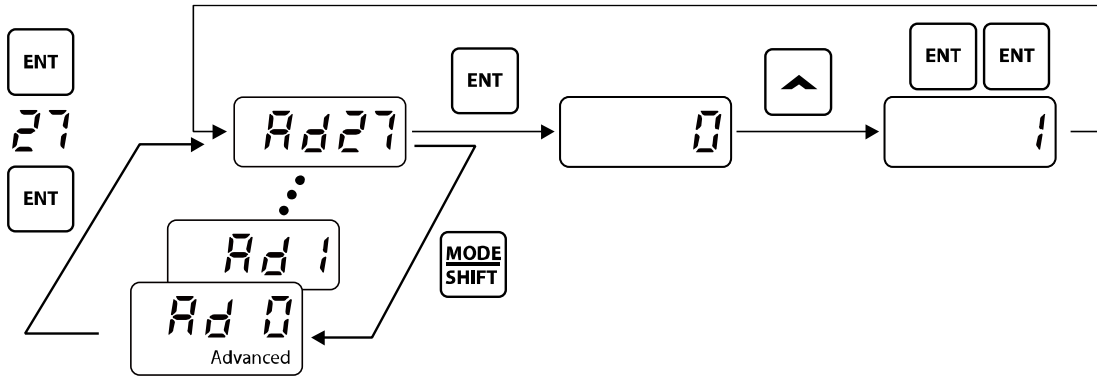 ENT
27
ENT
Ad27
ENT
0
ENT ENT
1
Ad 1
MODE
SHIFT
Ad 0
Advanced